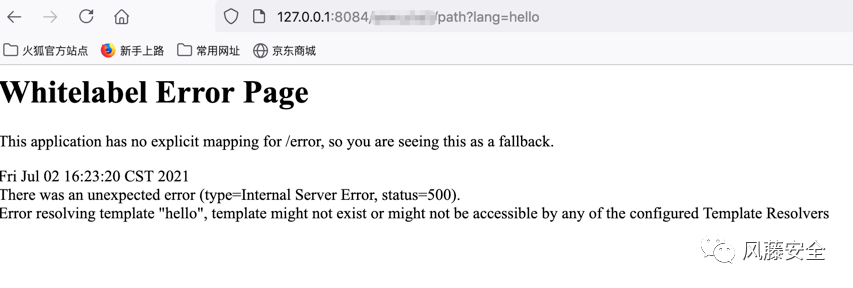 127.0.0.1:8084/ /path?lang=hello
火狐官方站点 新手上路 常用网址 京东商城
Whitelabel Error Page
This application has no explicit mapping for /error, so you are seeing this as a fallback.
Fri Jul 02 16:23:20 CST 2021
There was an unexpected error (type=Internal Server Error, status=500).
Error resolving template "hello", template might not exist or might not be accessible by any of the configured Template Resolvers
风藤安全